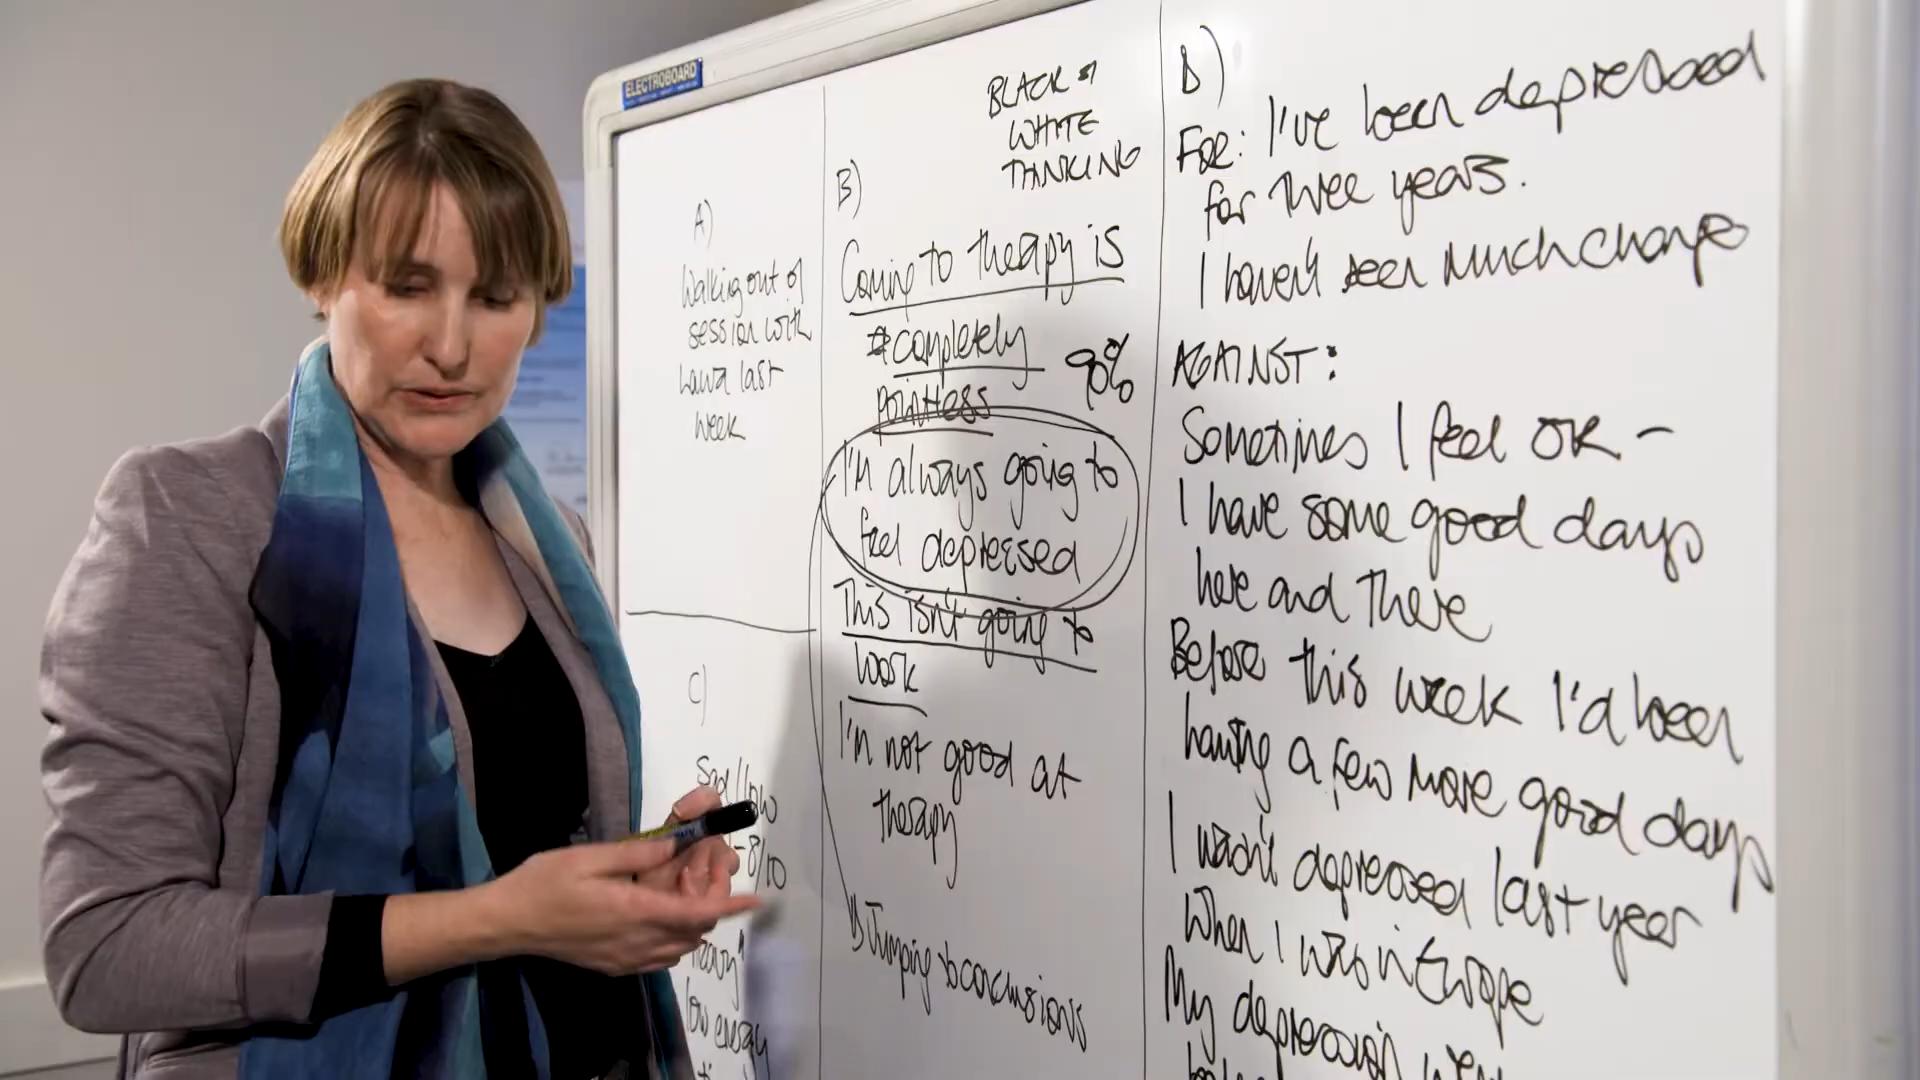 ELECTROBOARD
A)
Walking out of
session with
Laura last
week
C)
Sad/low
-8/10
heavy
low energy
BLACK &
WHITE
THINKING
B)
Coming to therapy is
completely
pointless 90%
I'm always going to
feel depressed
This isn't going to
work
I'm not good at
therapy
Jumping to conclusions
D)
FOR: I've been depressed
for three years.
I haven't seen much change
AGAINST:
Sometimes I feel OK -
I have some good days
here and there
Before this week I'd been
having a few more good days
I wasn't depressed last year
when I was in Europe
My depression